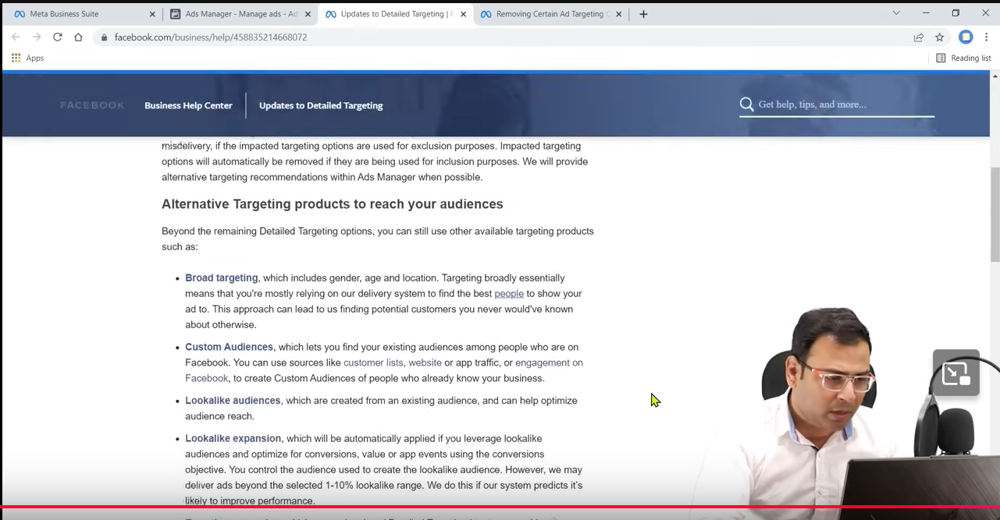 Meta Business Suite
Ads Manager - Manage ads - Ad
Updates to Detailed Targeting |
Removing Certain Ad Targeting
facebook.com/business/help/458835214668072
Apps
Reading list
FACEBOOK
Business Help Center
Updates to Detailed Targeting
Get help, tips, and more...
misdelivery, if the impacted targeting options are used for exclusion purposes. Impacted targeting
options will automatically be removed if they are being used for inclusion purposes. We will provide
alternative targeting recommendations within Ads Manager when possible.
Alternative Targeting products to reach your audiences
Beyond the remaining Detailed Targeting options, you can still use other available targeting products
such as:
• Broad targeting, which includes gender, age and location. Targeting broadly essentially
means that you're mostly relying on our delivery system to find the best people to show your
ad to. This approach can lead to us finding potential customers you never would've known
about otherwise.
• Custom Audiences, which lets you find your existing audiences among people who are on
Facebook. You can use sources like customer lists, website or app traffic, or engagement on
Facebook, to create Custom Audiences of people who already know your business.
• Lookalike audiences, which are created from an existing audience, and can help optimize
audience reach.
• Lookalike expansion, which will be automatically applied if you leverage lookalike
audiences and optimize for conversions, value or app events using the conversions
objective. You control the audience used to create the lookalike audience. However, we may
deliver ads beyond the selected 1-10% lookalike range. We do this if our system predicts it's
likely to improve performance.